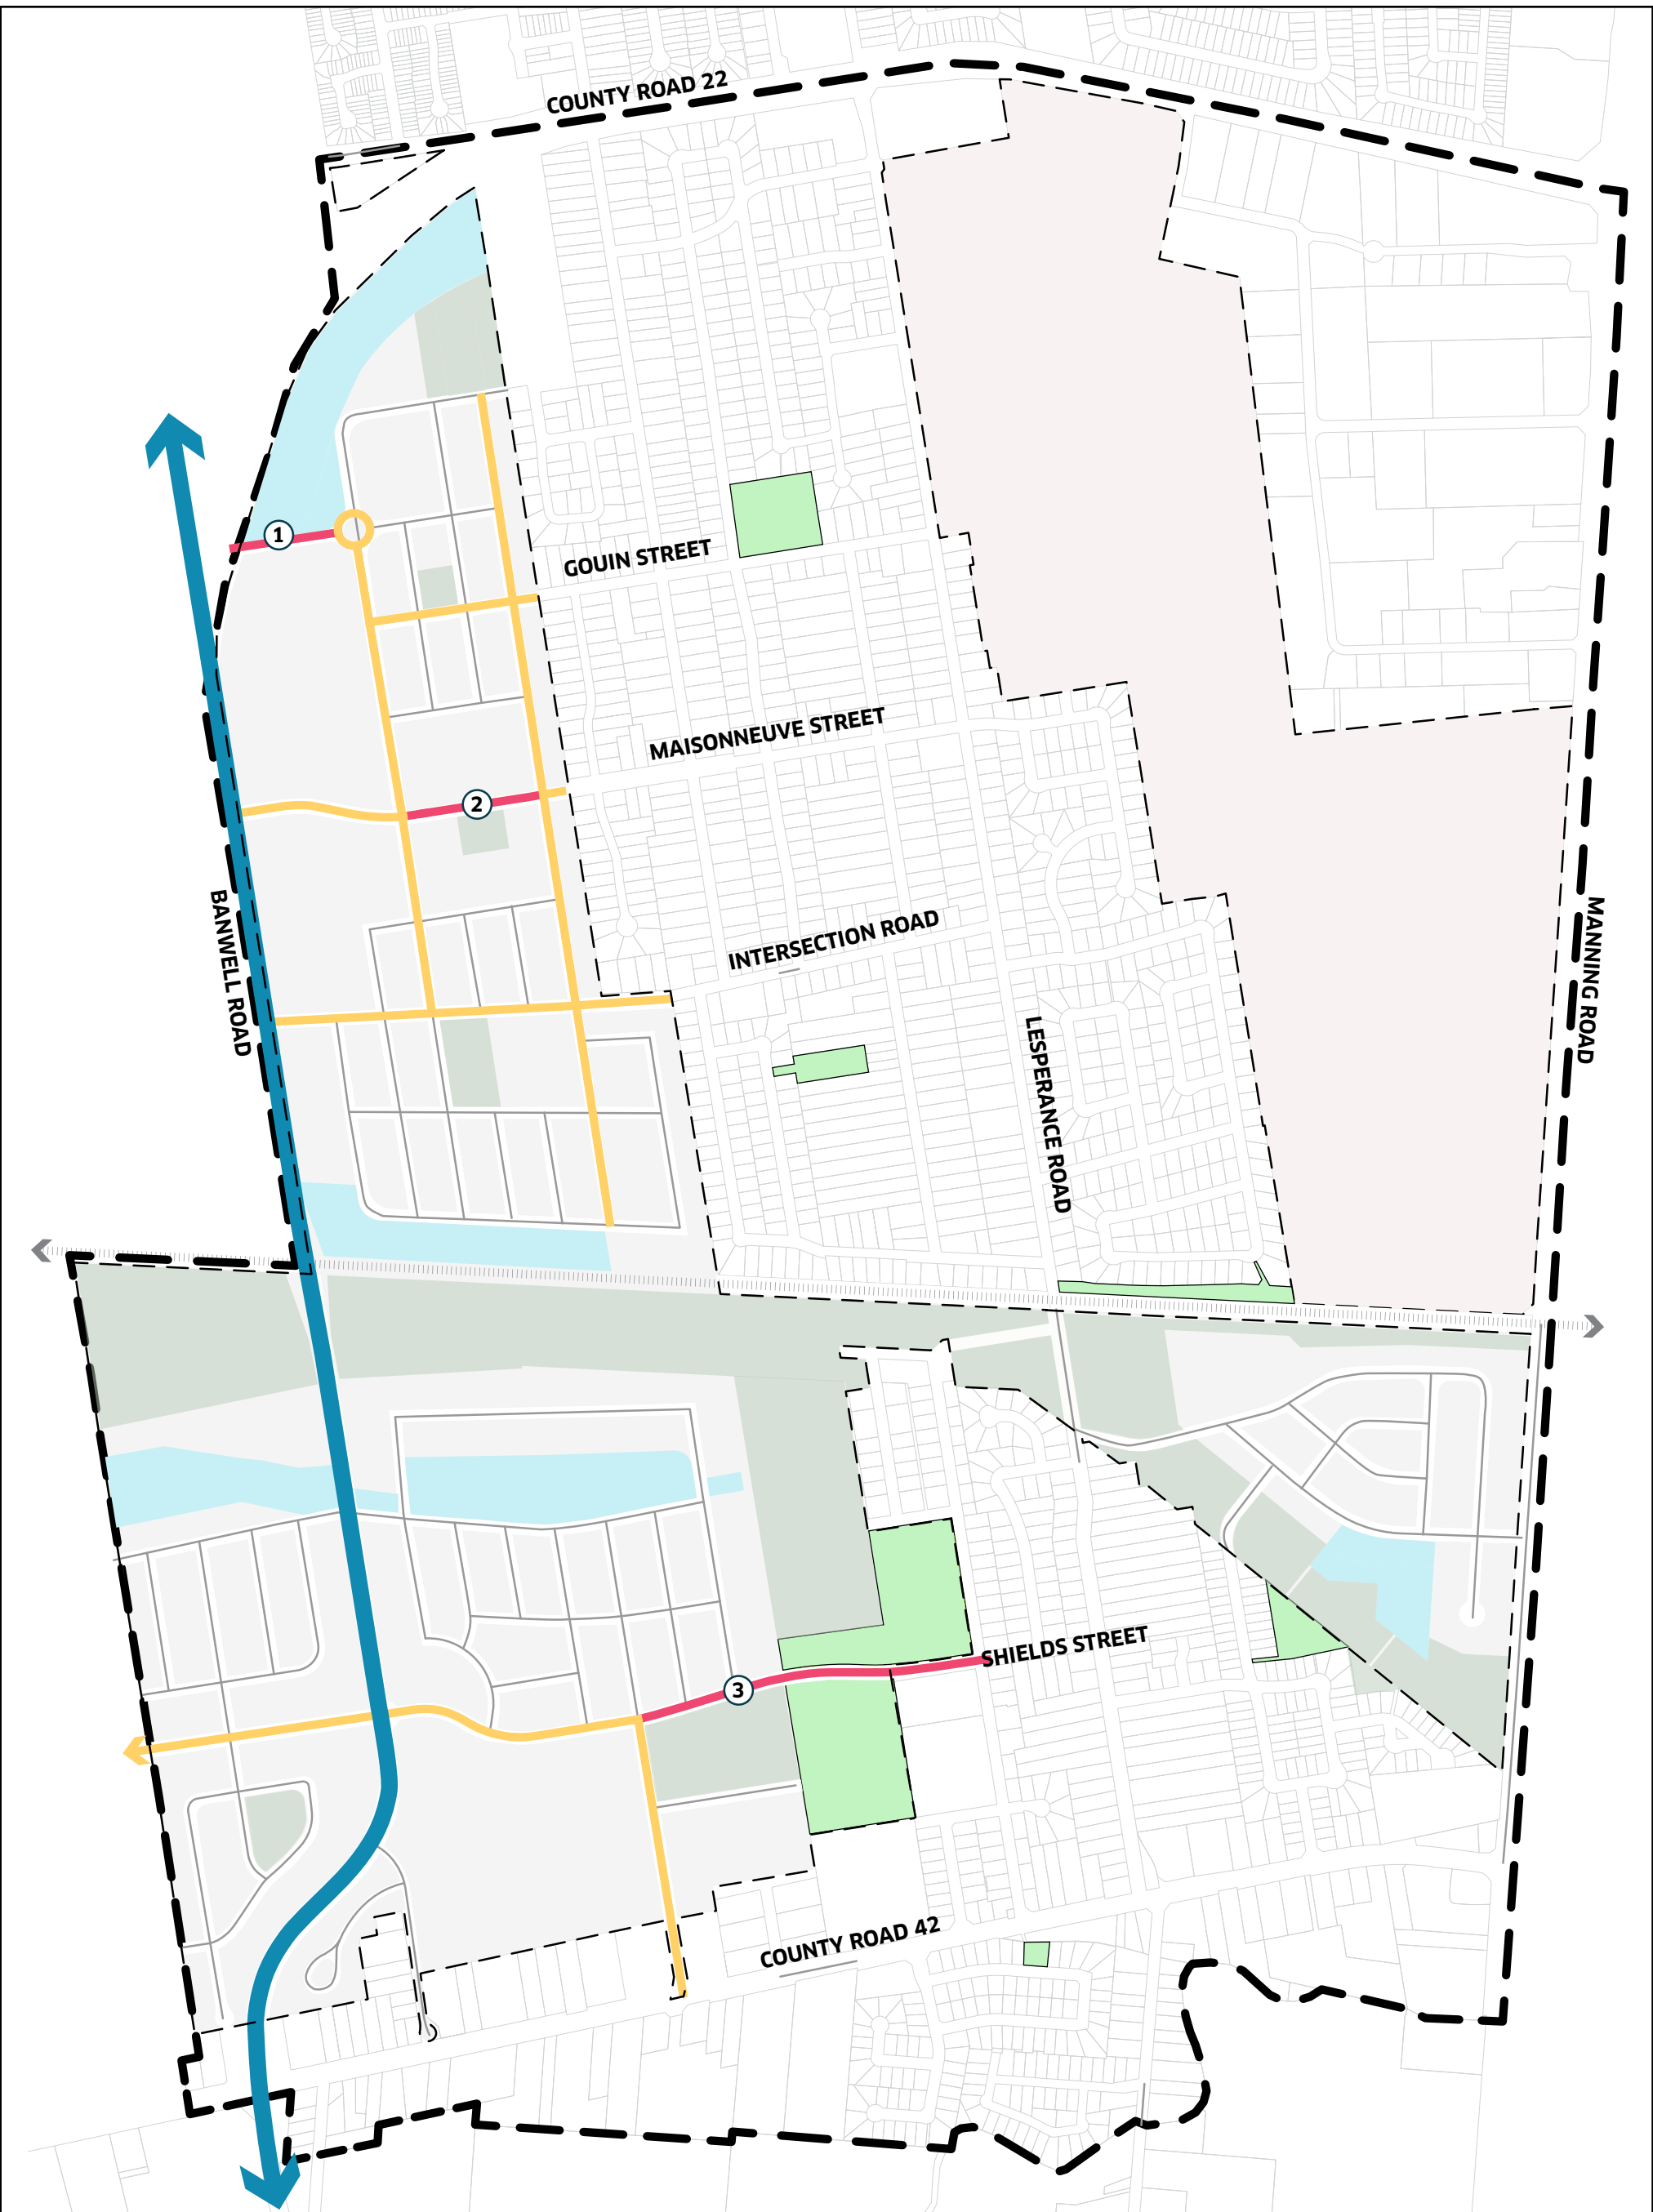 COUNTY ROAD 22
1
GOUIN STREET
MAISONNEUVE STREET
2
BANWELL ROAD
INTERSECTION ROAD
MANNING ROAD
LESPERANCE ROAD
SHIELDS STREET
3
COUNTY ROAD 42